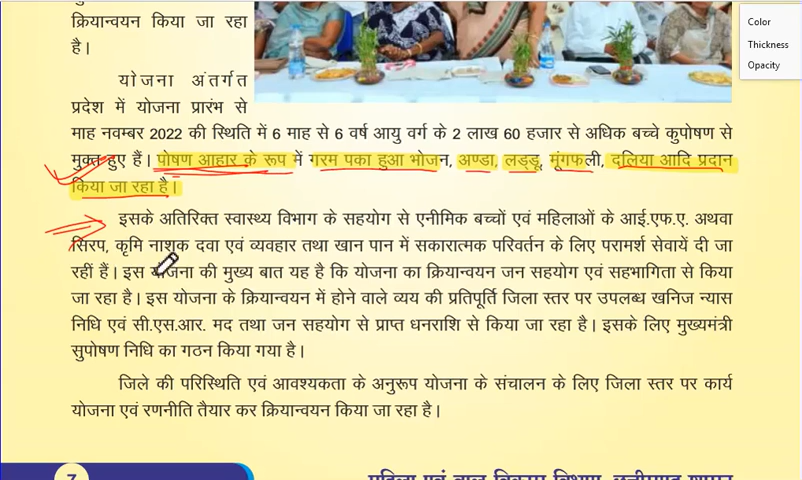 क्रियान्वयन किया जा रहा
है।
Color
Thickness
Opacity
योजना अंतर्गत
प्रदेश में योजना प्रारंभ से
माह नवम्बर 2022 की स्थिति में 6 माह से 6 वर्ष आयु वर्ग के 2 लाख 60 हजार से अधिक बच्चे कुपोषण से
मुक्त हुए हैं। पोषण आहार के रूप में गरम पका हुआ भोजन, अण्डा, लड्डू, मूंगफली, दलिया आदि प्रदान
किया जा रहा है।
इसके अतिरिक्त स्वास्थ्य विभाग के सहयोग से एनीमिक बच्चों एवं महिलाओं के आई.एफ.ए. अथवा
सिरप, कृमि नाशक दवा एवं व्यवहार तथा खान पान में सकारात्मक परिवर्तन के लिए परामर्श सेवायें दी जा
रहीं हैं। इस योजना की मुख्य बात यह है कि योजना का क्रियान्वयन जन सहयोग एवं सहभागिता से किया
जा रहा है। इस योजना के क्रियान्वयन में होने वाले व्यय की प्रतिपूर्ति जिला स्तर पर उपलब्ध खनिज न्यास
निधि एवं सी.एस.आर. मद तथा जन सहयोग से प्राप्त धनराशि से किया जा रहा है। इसके लिए मुख्यमंत्री
सुपोषण निधि का गठन किया गया है।
जिले की परिस्थिति एवं आवश्यकता के अनुरूप योजना के संचालन के लिए जिला स्तर पर कार्य
योजना एवं रणनीति तैयार कर क्रियान्वयन किया जा रहा है।
7
महिला एवं बाल विकास विभाग, छत्तीसगढ़ शासन